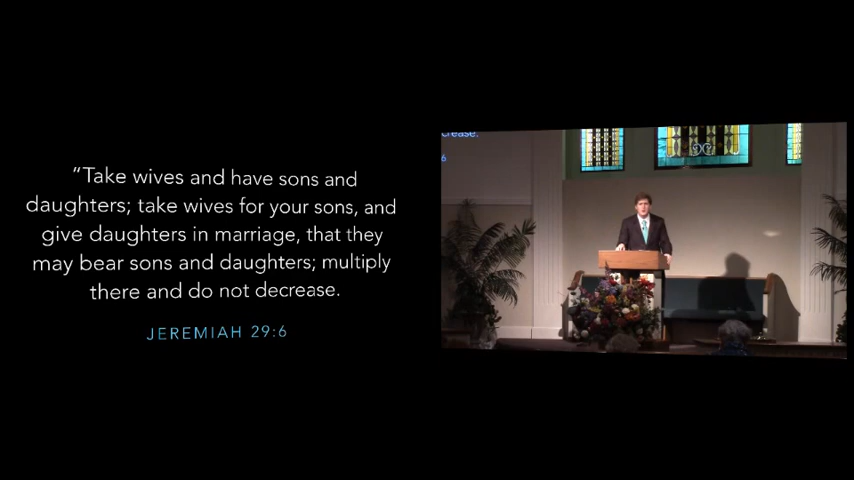 “Take wives and have sons and
daughters; take wives for your sons, and
give daughters in marriage, that they
may bear sons and daughters; multiply
there and do not decrease.
JEREMIAH 29:6
crease.
6